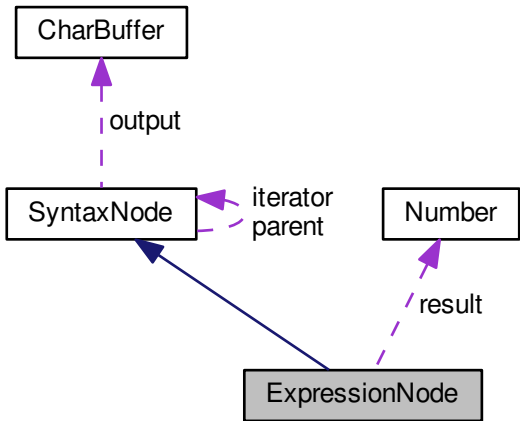 CharBuffer
output
SyntaxNode
iterator
parent
Number
result
ExpressionNode